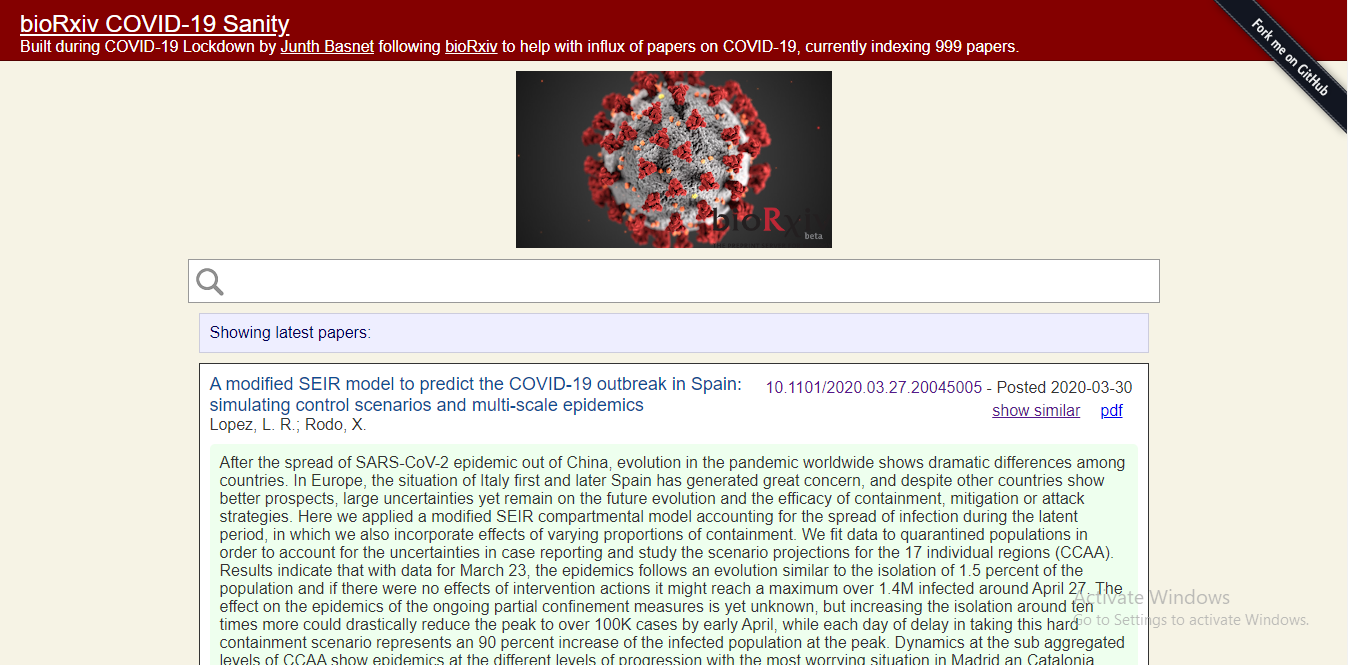 bioRxiv COVID-19 Sanity
Built during COVID-19 Lockdown by Junth Basnet following bioRxiv to help with influx of papers on COVID-19, currently indexing 999 papers.
Fork me on GitHub
bioRxiv
beta
Showing latest papers:
A modified SEIR model to predict the COVID-19 outbreak in Spain:
simulating control scenarios and multi-scale epidemics
Lopez, L. R.; Rodo, X.
10.1101/2020.03.27.20045005 - Posted 2020-03-30
show similar pdf
After the spread of SARS-CoV-2 epidemic out of China, evolution in the pandemic worldwide shows dramatic differences among
countries. In Europe, the situation of Italy first and later Spain has generated great concern, and despite other countries show
better prospects, large uncertainties yet remain on the future evolution and the efficacy of containment, mitigation or attack
strategies. Here we applied a modified SEIR compartmental model accounting for the spread of infection during the latent
period, in which we also incorporate effects of varying proportions of containment. We fit data to quarantined populations in
order to account for the uncertainties in case reporting and study the scenario projections for the 17 individual regions (CCAA).
Results indicate that with data for March 23, the epidemics follows an evolution similar to the isolation of 1.5 percent of the
population and if there were no effects of intervention actions it might reach a maximum over 1.4M infected around April 27. The
effect on the epidemics of the ongoing partial confinement measures is yet unknown, but increasing the isolation around ten
times more could drastically reduce the peak to over 100K cases by early April, while each day of delay in taking this hard
containment scenario represents an 90 percent increase of the infected population at the peak. Dynamics at the sub aggregated
levels of CCAA show epidemics at the different levels of progression with the most worrying situation in Madrid an Catalonia
Activate Windows
Go to Settings to activate Windows.